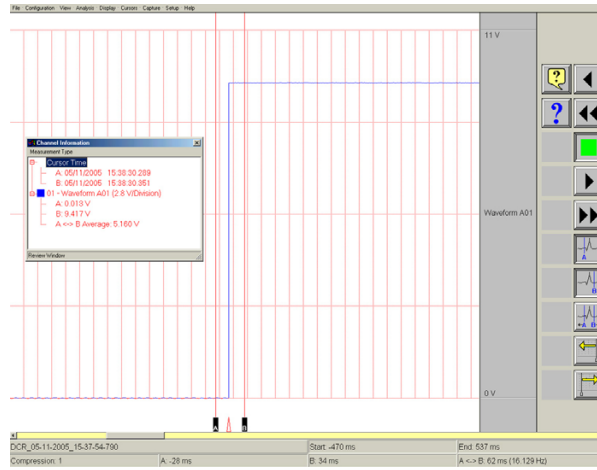 File Configuration View Analysis Display Cursors Capture Setup Help
11 V
Channel Information
Measurement Type
Cursor Time
A: 05/11/2005 15:38:30.289
B: 05/11/2005 15:38:30.351
01 - Waveform A01 (2.8 V/Division)
A: 0.013 V
B: 9.417 V
A <-> B Average: 5.160 V
Review Window
Waveform A01
A
B
+A B+
0 V
A
B
DCR_05-11-2005_15-37-54-790
Start: -470 ms
End: 537 ms
Compression: 1
A: -28 ms
B: 34 ms
A <-> B: 62 ms (16.129 Hz)